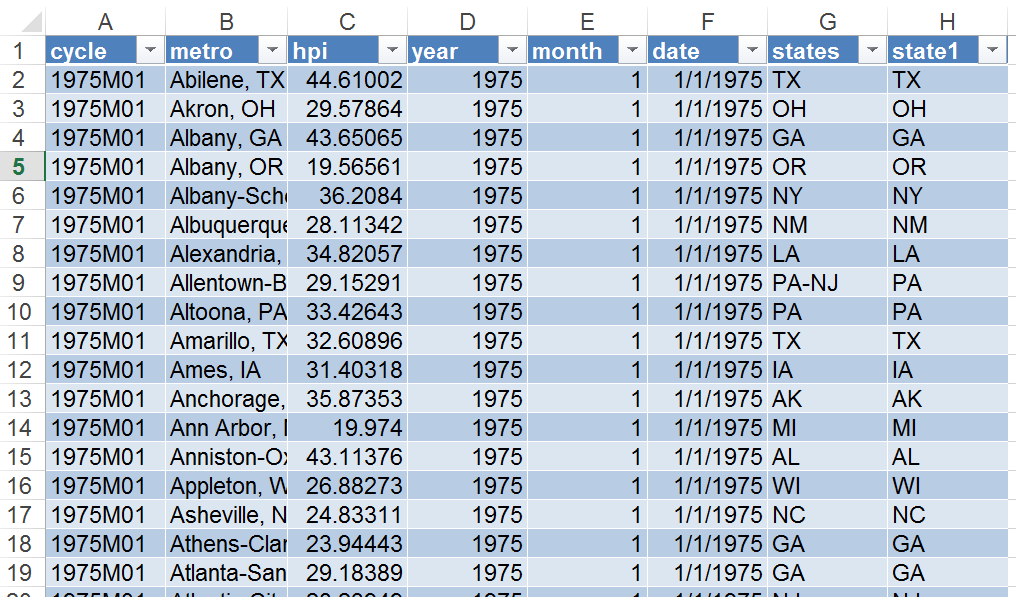 A B C D E F G H
1 cycle metro hpi year month date states state1
2 1975M01 Abilene, TX 44.61002 1975 1 1/1/1975 TX TX
3 1975M01 Akron, OH 29.57864 1975 1 1/1/1975 OH OH
4 1975M01 Albany, GA 43.65065 1975 1 1/1/1975 GA GA
5 1975M01 Albany, OR 19.56561 1975 1 1/1/1975 OR OR
6 1975M01 Albany-Sch 36.2084 1975 1 1/1/1975 NY NY
7 1975M01 Albuquerque 28.11342 1975 1 1/1/1975 NM NM
8 1975M01 Alexandria, 34.82057 1975 1 1/1/1975 LA LA
9 1975M01 Allentown-B 29.15291 1975 1 1/1/1975 PA-NJ PA
10 1975M01 Altoona, PA 33.42643 1975 1 1/1/1975 PA PA
11 1975M01 Amarillo, TX 32.60896 1975 1 1/1/1975 TX TX
12 1975M01 Ames, IA 31.40318 1975 1 1/1/1975 IA IA
13 1975M01 Anchorage, 35.87353 1975 1 1/1/1975 AK AK
14 1975M01 Ann Arbor, 19.974 1975 1 1/1/1975 MI MI
15 1975M01 Anniston-Ox 43.11376 1975 1 1/1/1975 AL AL
16 1975M01 Appleton, W 26.88273 1975 1 1/1/1975 WI WI
17 1975M01 Asheville, N 24.83311 1975 1 1/1/1975 NC NC
18 1975M01 Athens-Clar 23.94443 1975 1 1/1/1975 GA GA
19 1975M01 Atlanta-San 29.18389 1975 1 1/1/1975 GA GA